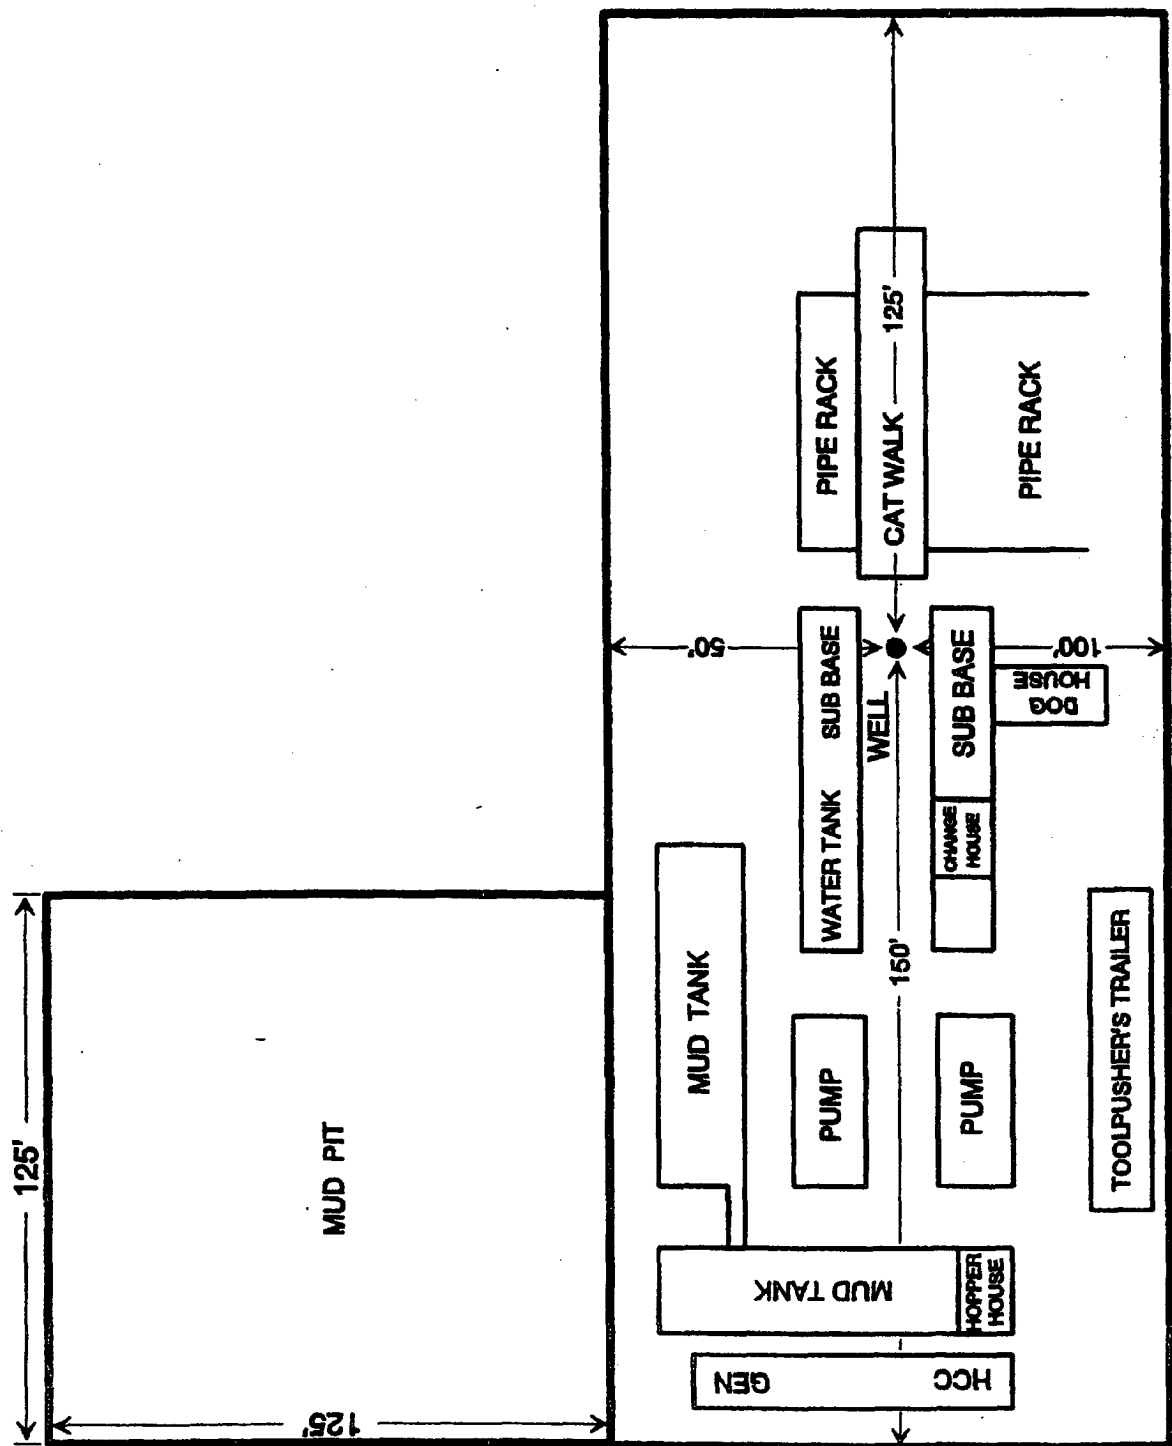 125'
MUD PIT
125'
PIPE RACK
CAT WALK
125'
PIPE RACK
50'
WELL
100'
WATER TANK
SUB BASE
SUB BASE
DOG
HOUSE
CHANGE
HOUSE
MUD TANK
150'
PUMP
PUMP
TOOLPUSHER'S TRAILER
MUD TANK
HOPPER
HOUSE
GEN
HCC